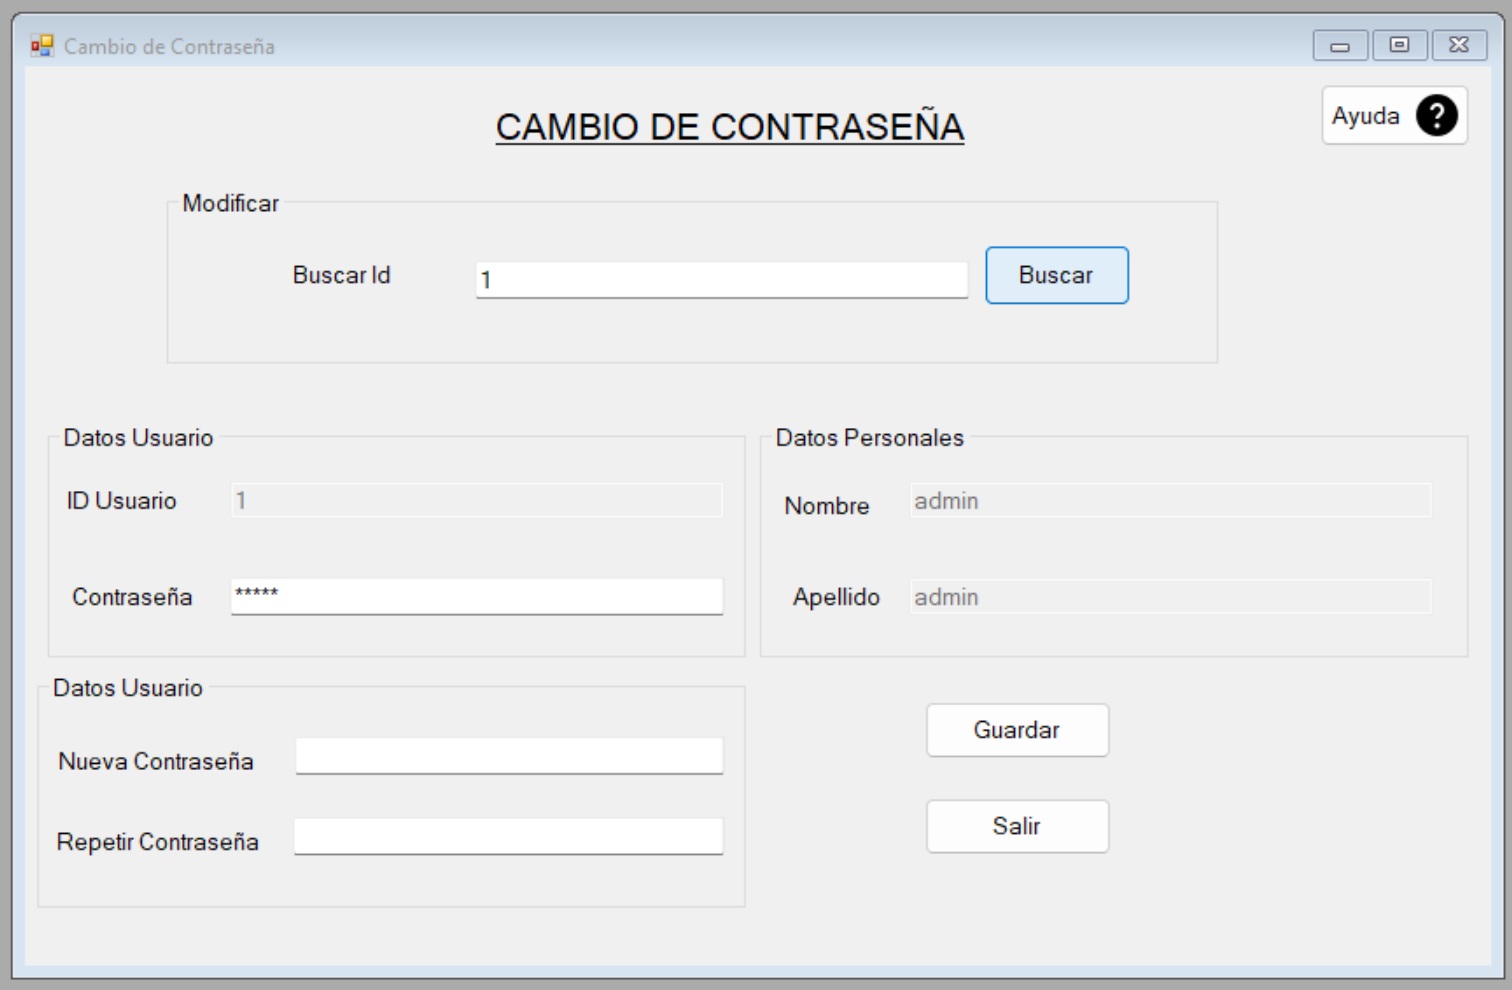 Cambio de Contraseña
CAMBIO DE CONTRASEÑA
Ayuda ?
Modificar
Buscar Id 1 Buscar
Datos Usuario
ID Usuario 1
Contraseña *****
Datos Personales
Nombre admin
Apellido admin
Datos Usuario
Nueva Contraseña
Repetir Contraseña
Guardar
Salir